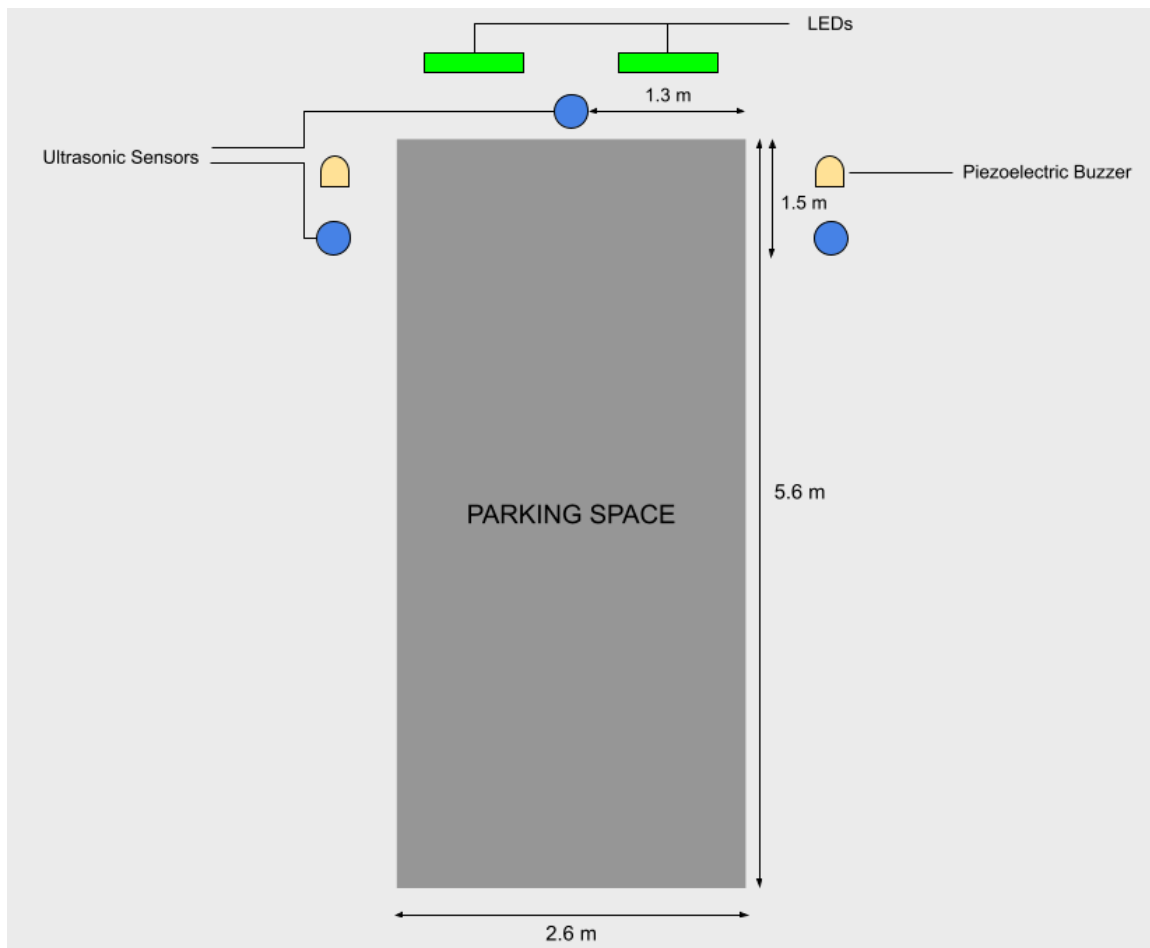 LEDs
1.3 m
Ultrasonic Sensors
Piezoelectric Buzzer
1.5 m
5.6 m
PARKING SPACE
2.6 m